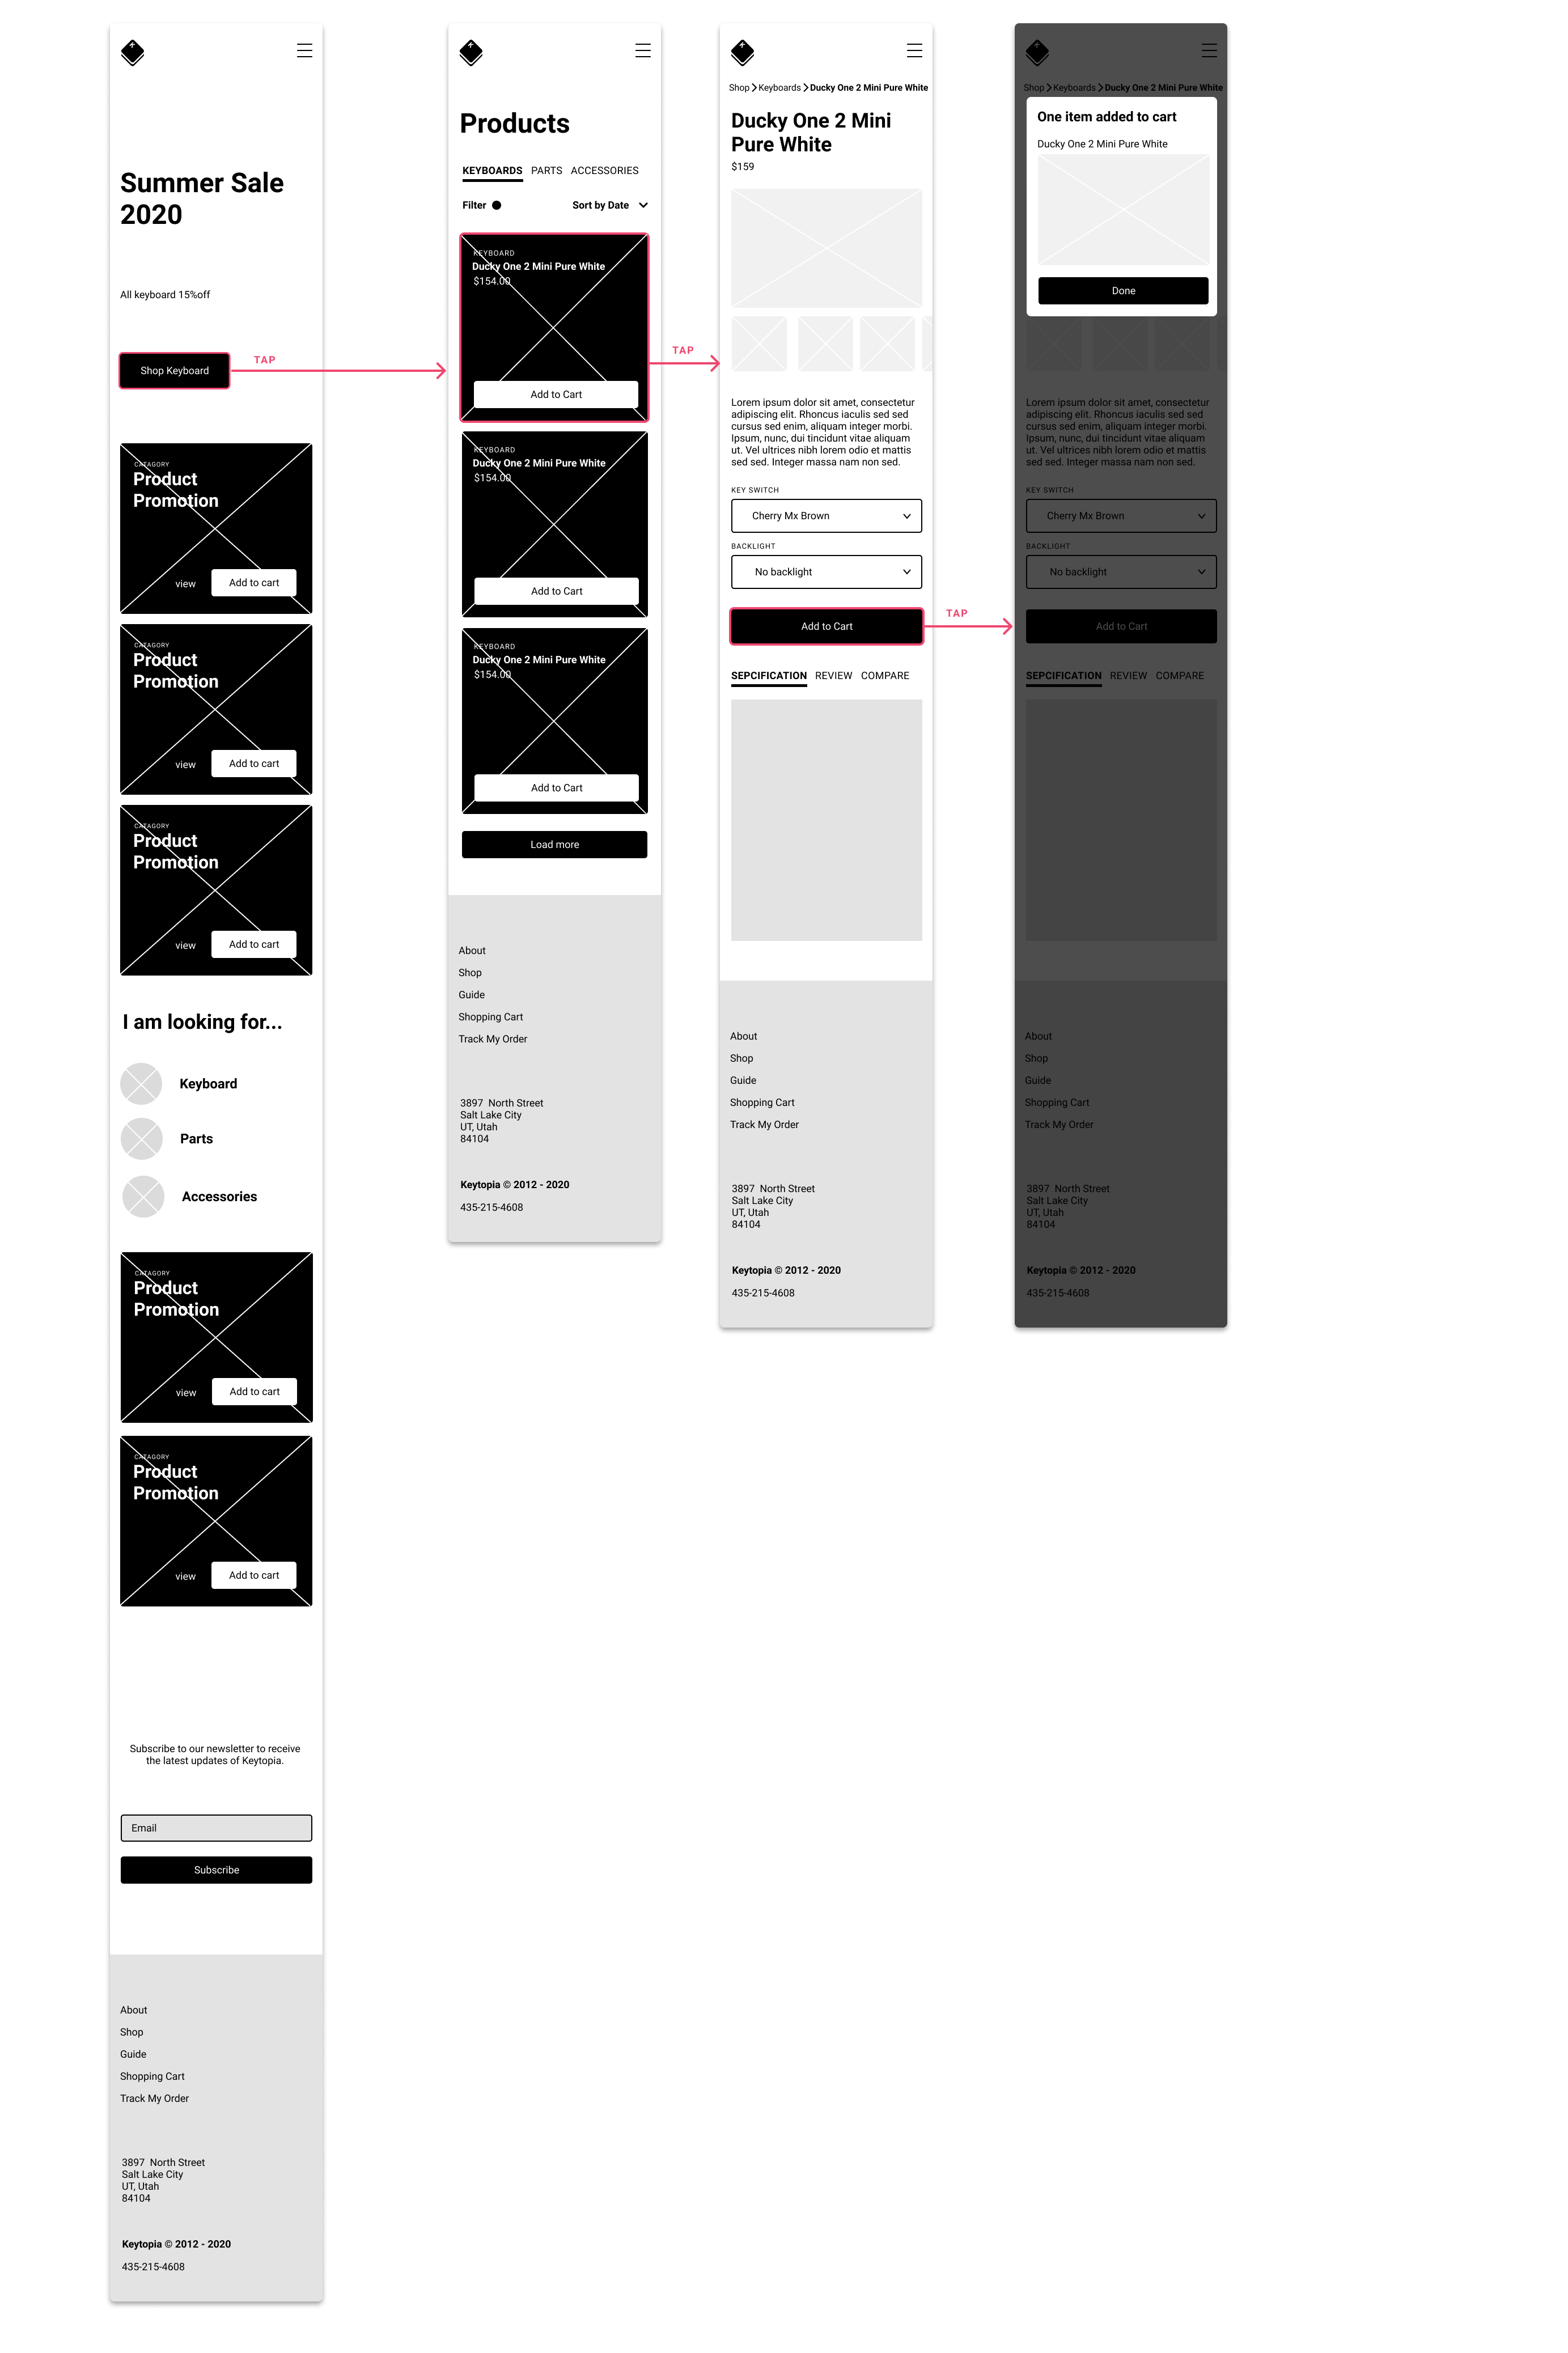 Summer Sale
2020
All keyboard 15%off
Shop Keyboard
TAP
CATAGORY
Product
Promotion
view
Add to cart
CATAGORY
Product
Promotion
view
Add to cart
CATAGORY
Product
Promotion
view
Add to cart
I am looking for...
Keyboard
Parts
Accessories
CATAGORY
Product
Promotion
view
Add to cart
CATAGORY
Product
Promotion
view
Add to cart
Subscribe to our newsletter to receive
the latest updates of Keytopia.
Email
Subscribe
About
Shop
Guide
Shopping Cart
Track My Order
3897 North Street
Salt Lake City
UT, Utah
84104
Keytopia © 2012 - 2020
435-215-4608
Products
KEYBOARDS PARTS ACCESSORIES
Filter Sort by Date
KEYBOARD
Ducky One 2 Mini Pure White
$154.00
Add to Cart
TAP
KEYBOARD
Ducky One 2 Mini Pure White
$154.00
Add to Cart
KEYBOARD
Ducky One 2 Mini Pure White
$154.00
Add to Cart
Load more
About
Shop
Guide
Shopping Cart
Track My Order
3897 North Street
Salt Lake City
UT, Utah
84104
Keytopia © 2012 - 2020
435-215-4608
Shop Keyboards Ducky One 2 Mini Pure White
Ducky One 2 Mini
Pure White
$159
Lorem ipsum dolor sit amet, consectetur
adipiscing elit. Rhoncus iaculis sed sed
cursus sed enim, aliquam integer morbi.
Ipsum, nunc, dui tincidunt vitae aliquam
ut. Vel ultrices nibh lorem odio et mattis
sed sed. Integer massa nam non sed.
KEY SWITCH
Cherry Mx Brown
BACKLIGHT
No backlight
Add to Cart
TAP
SEPCIFICATION REVIEW COMPARE
About
Shop
Guide
Shopping Cart
Track My Order
3897 North Street
Salt Lake City
UT, Utah
84104
Keytopia © 2012 - 2020
435-215-4608
Shop Keyboards Ducky One 2 Mini Pure White
One item added to cart
Ducky One 2 Mini Pure White
Done
Lorem ipsum dolor sit amet, consectetur
adipiscing elit. Rhoncus iaculis sed sed
cursus sed enim, aliquam integer morbi.
Ipsum, nunc, dui tincidunt vitae aliquam
ut. Vel ultrices nibh lorem odio et mattis
sed sed. Integer massa nam non sed.
KEY SWITCH
Cherry Mx Brown
BACKLIGHT
No backlight
Add to Cart
SEPCIFICATION REVIEW COMPARE
About
Shop
Guide
Shopping Cart
Track My Order
3897 North Street
Salt Lake City
UT, Utah
84104
Keytopia © 2012 - 2020
435-215-4608